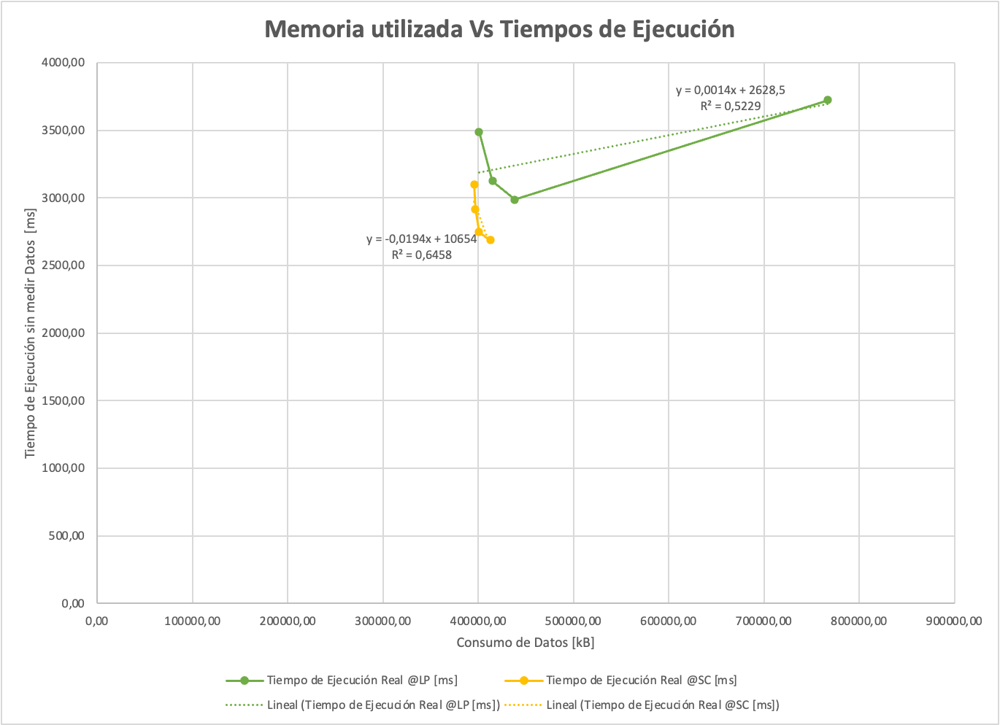 Memoria utilizada Vs Tiempos de Ejecución
4000,00
3500,00
3000,00
2500,00
2000,00
1500,00
1000,00
500,00
0,00
Tiempo de Ejecución sin medir Datos [ms]
y = 0,0014x + 2628,5
R² = 0,5229
y = -0,0194x + 10654
R² = 0,6458
0,00 100000,00 200000,00 300000,00 400000,00 500000,00 600000,00 700000,00 800000,00 900000,00
Consumo de Datos [kB]
Tiempo de Ejecución Real @LP [ms] Tiempo de Ejecución Real @SC [ms]
Lineal (Tiempo de Ejecución Real @LP [ms]) Lineal (Tiempo de Ejecución Real @SC [ms])